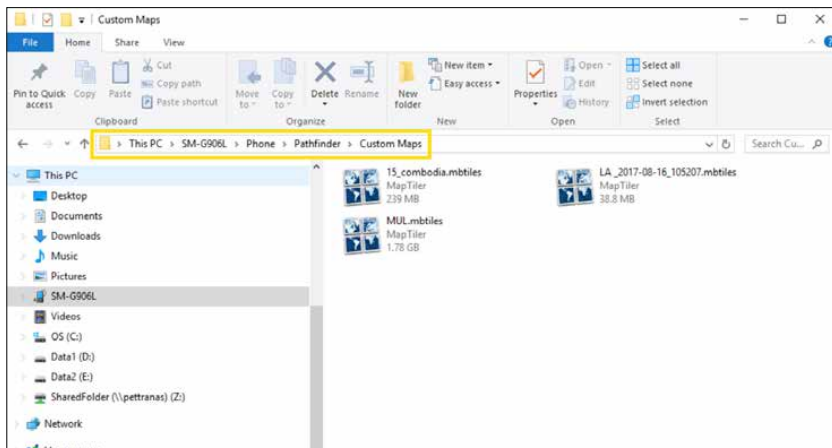 Custom Maps
File Home Share View
Pin to Quick access
Copy
Paste
Cut
Copy path
Paste shortcut
Clipboard
Move to
Copy to
Delete
Rename
Organize
New folder
New item
Easy access
New
Properties
Open
Edit
History
Open
Select all
Select none
Invert selection
Select
This PC > SM-G906L > Phone > Pathfinder > Custom Maps
Search Cu...
This PC
Desktop
Documents
Downloads
Music
Pictures
SM-G906L
Videos
OS (C:)
Data1 (D:)
Data2 (E:)
SharedFolder (\\pettranas) (Z:)
Network
15_combodia.mbtiles
MapTiler
239 MB
LA _2017-08-16_105207.mbtiles
MapTiler
38.8 MB
MUL.mbtiles
MapTiler
1.78 GB